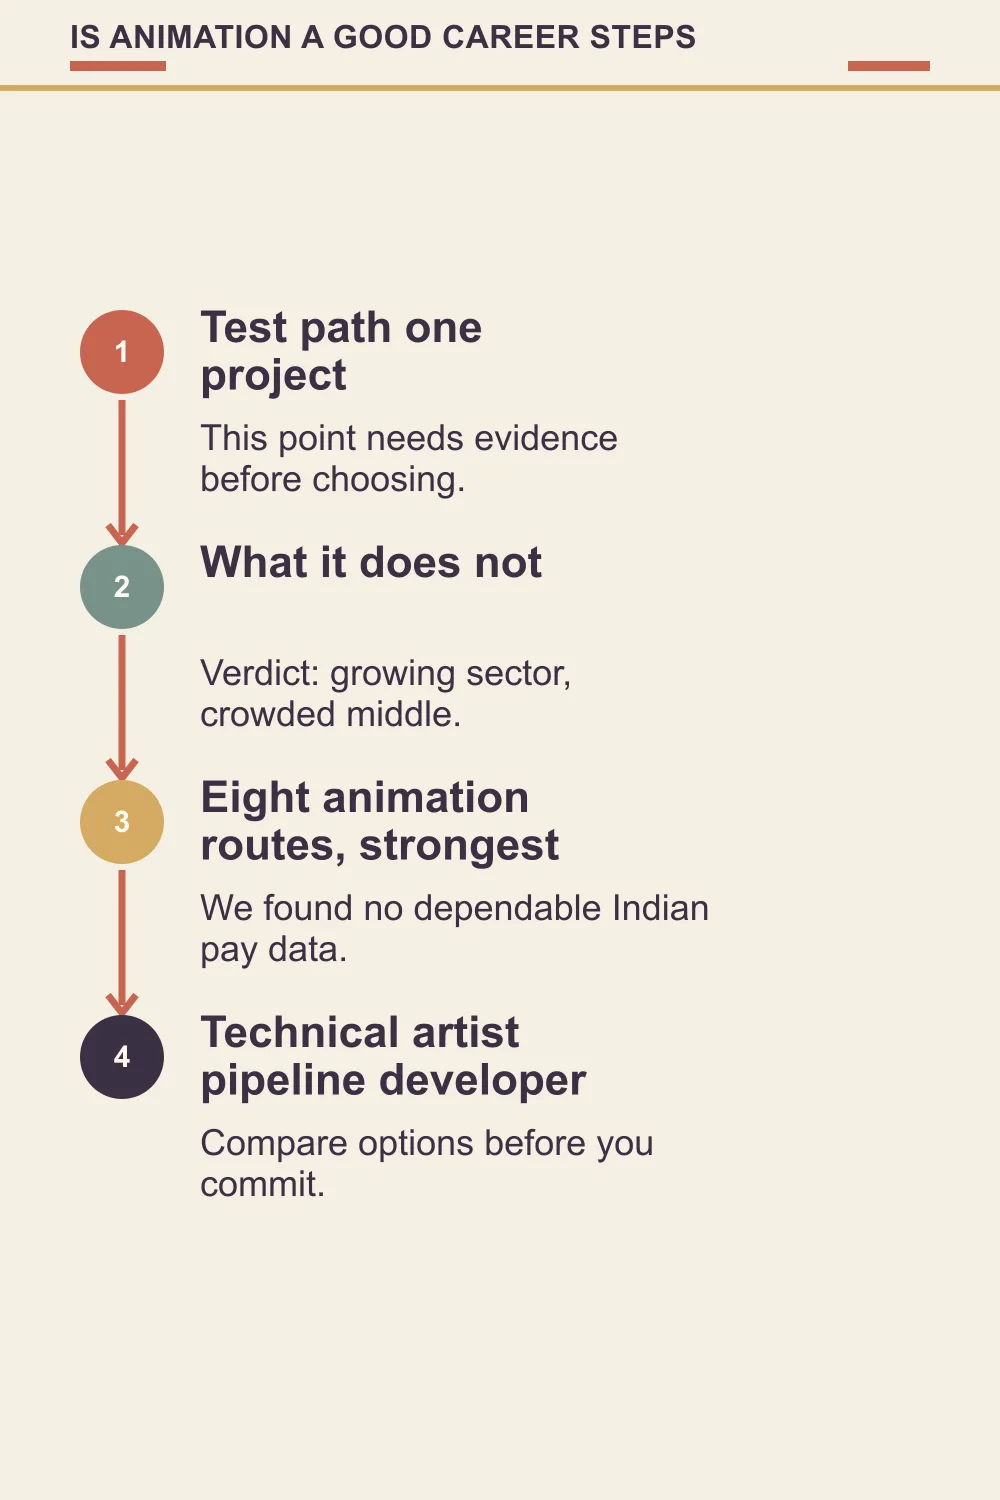 IS ANIMATION A GOOD CAREER STEPS
1
Test path one
project
This point needs evidence
before choosing.
2
What it does not
Verdict: growing sector,
crowded middle.
3
Eight animation
routes, strongest
We found no dependable Indian
pay data.
4
Technical artist
pipeline developer
Compare options before you
commit.